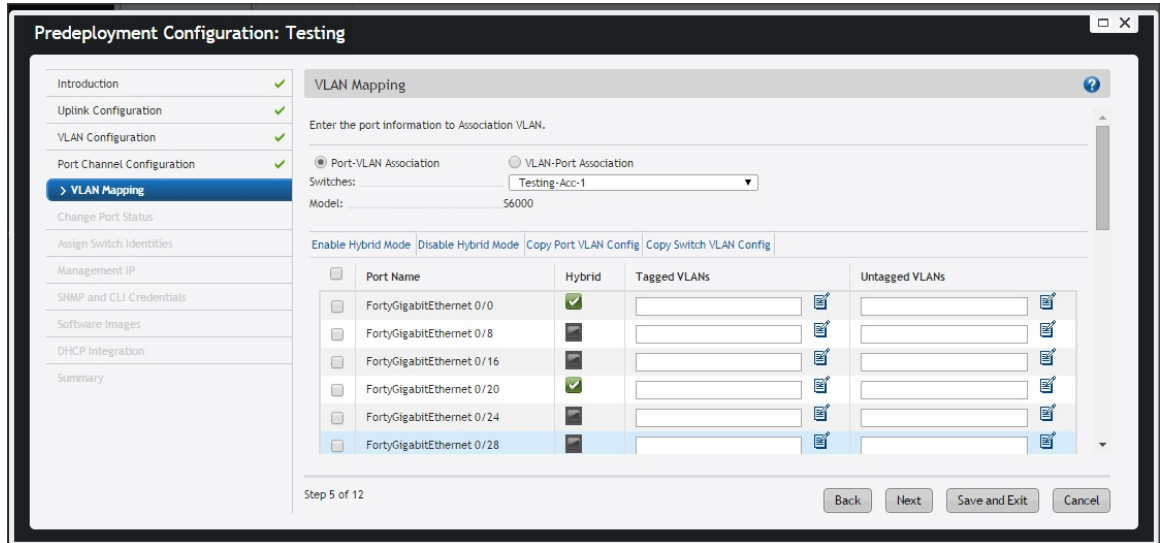 Predeployment Configuration: Testing
Introduction
Uplink Configuration
VLAN Configuration
Port Channel Configuration
> VLAN Mapping
Change Port Status
Assign Switch Identities
Management IP
SNMP and CLI Credentials
Software Images
DHCP Integration
Summary
VLAN Mapping
Enter the port information to Association VLAN.
Port-VLAN Association VLAN-Port Association
Switches: Testing-Acc-1
Model: S6000
Enable Hybrid Mode Disable Hybrid Mode Copy Port VLAN Config Copy Switch VLAN Config
Port Name Hybrid Tagged VLANs Untagged VLANs
FortyGigabitEthernet 0/0
FortyGigabitEthernet 0/8
FortyGigabitEthernet 0/16
FortyGigabitEthernet 0/20
FortyGigabitEthernet 0/24
FortyGigabitEthernet 0/28
Step 5 of 12
Back Next Save and Exit Cancel